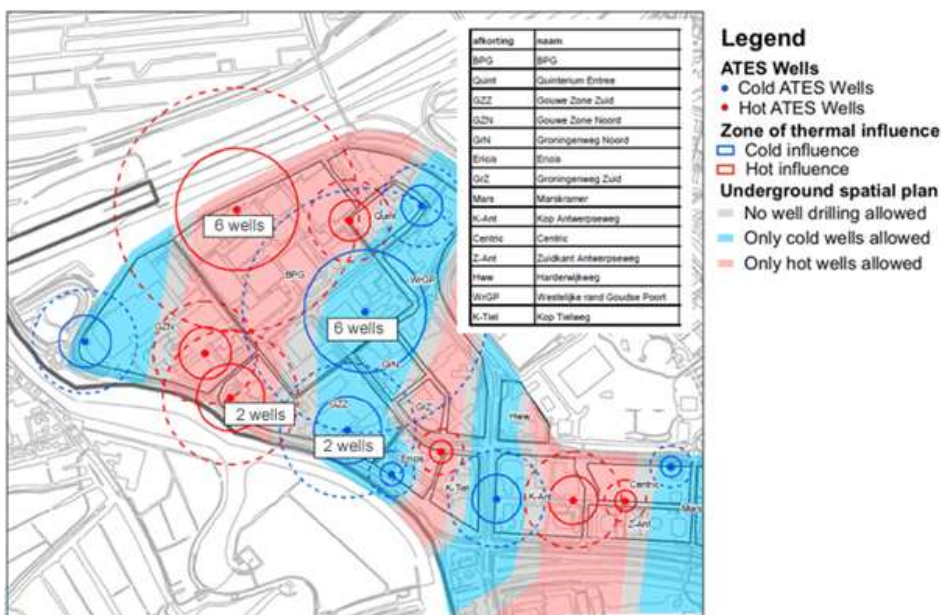 afkorting naam
BPG BPG
Quint Quinterium Entree
GZZ Gouwe Zone Zuid
GZN Gouwe Zone Noord
GrN Groningenweg Noord
Ericis Ericis
GrZ Groningenweg Zuid
Mars Marskramer
K-Ant Kop Antwerpseweg
Centric Centric
Z-Ant Zuidkant Antwerpseweg
Hww Harderwijkweg
WrGP Westelijke rand Goudse Poort
K-Tiel Kop Tielweg
Legend
ATES Wells
Cold ATES Wells
Hot ATES Wells
Zone of thermal influence
Cold influence
Hot influence
Underground spatial plan
No well drilling allowed
Only cold wells allowed
Only hot wells allowed
Quint
6 wells
BPG
WrGP
GZN
6 wells
GrN
GZZ
GrZ
2 wells
Hww
2 wells
Ericis
K-Tiel
K-Ant
Centric
Mars
Z-Ant